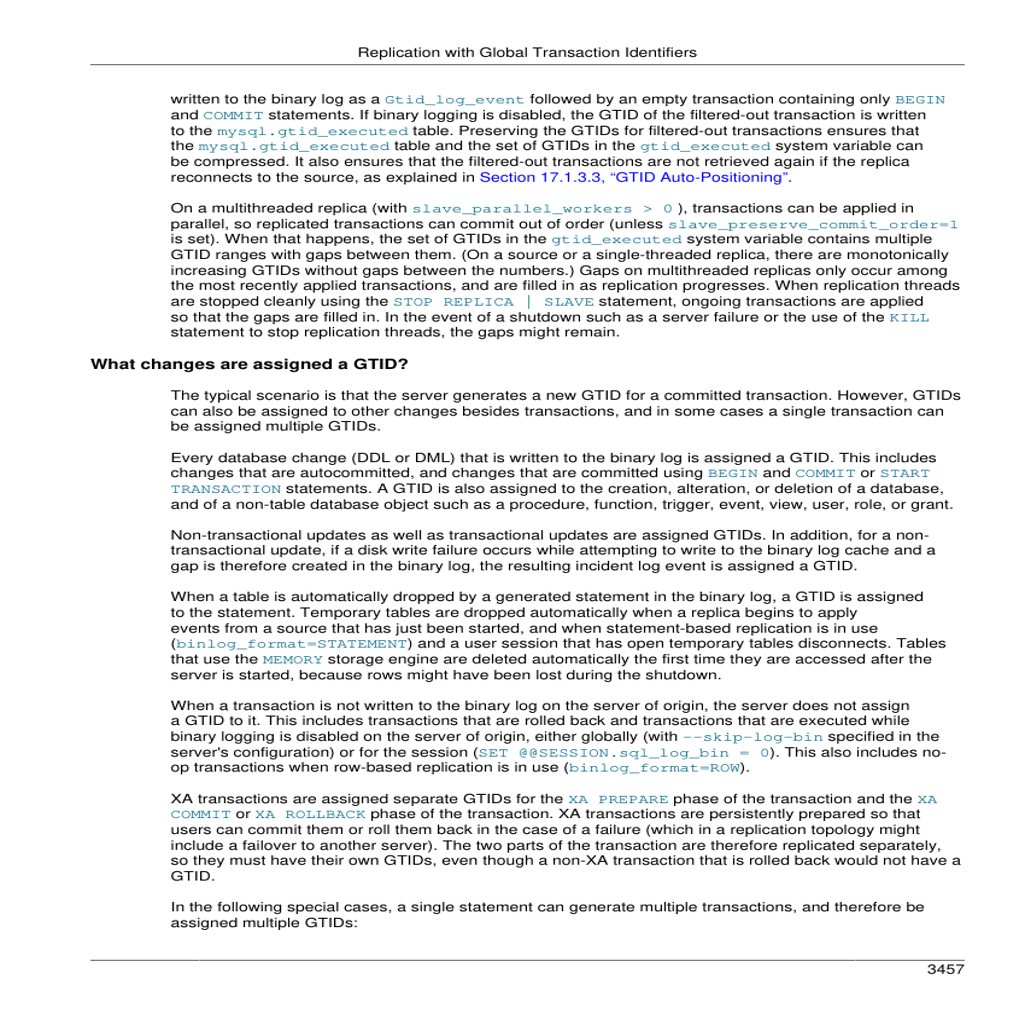 Replication with Global Transaction Identifiers
written to the binary log as a Gtid_log_event followed by an empty transaction containing only BEGIN
and COMMIT statements. If binary logging is disabled, the GTID of the filtered-out transaction is written
to the mysql.gtid_executed table. Preserving the GTIDs for filtered-out transactions ensures that
the mysql.gtid_executed table and the set of GTIDs in the gtid_executed system variable can
be compressed. It also ensures that the filtered-out transactions are not retrieved again if the replica
reconnects to the source, as explained in Section 17.1.3.3, “GTID Auto-Positioning”.
On a multithreaded replica (with slave_parallel_workers > 0 ), transactions can be applied in
parallel, so replicated transactions can commit out of order (unless slave_preserve_commit_order=1
is set). When that happens, the set of GTIDs in the gtid_executed system variable contains multiple
GTID ranges with gaps between them. (On a source or a single-threaded replica, there are monotonically
increasing GTIDs without gaps between the numbers.) Gaps on multithreaded replicas only occur among
the most recently applied transactions, and are filled in as replication progresses. When replication threads
are stopped cleanly using the STOP REPLICA | SLAVE statement, ongoing transactions are applied
so that the gaps are filled in. In the event of a shutdown such as a server failure or the use of the KILL
statement to stop replication threads, the gaps might remain.
What changes are assigned a GTID?
The typical scenario is that the server generates a new GTID for a committed transaction. However, GTIDs
can also be assigned to other changes besides transactions, and in some cases a single transaction can
be assigned multiple GTIDs.
Every database change (DDL or DML) that is written to the binary log is assigned a GTID. This includes
changes that are autocommitted, and changes that are committed using BEGIN and COMMIT or START
TRANSACTION statements. A GTID is also assigned to the creation, alteration, or deletion of a database,
and of a non-table database object such as a procedure, function, trigger, event, view, user, role, or grant.
Non-transactional updates as well as transactional updates are assigned GTIDs. In addition, for a non-
transactional update, if a disk write failure occurs while attempting to write to the binary log cache and a
gap is therefore created in the binary log, the resulting incident log event is assigned a GTID.
When a table is automatically dropped by a generated statement in the binary log, a GTID is assigned
to the statement. Temporary tables are dropped automatically when a replica begins to apply
events from a source that has just been started, and when statement-based replication is in use
(binlog_format=STATEMENT) and a user session that has open temporary tables disconnects. Tables
that use the MEMORY storage engine are deleted automatically the first time they are accessed after the
server is started, because rows might have been lost during the shutdown.
When a transaction is not written to the binary log on the server of origin, the server does not assign
a GTID to it. This includes transactions that are rolled back and transactions that are executed while
binary logging is disabled on the server of origin, either globally (with --skip-log-bin specified in the
server's configuration) or for the session (SET @@SESSION.sql_log_bin = 0). This also includes no-
op transactions when row-based replication is in use (binlog_format=ROW).
XA transactions are assigned separate GTIDs for the XA PREPARE phase of the transaction and the XA
COMMIT or XA ROLLBACK phase of the transaction. XA transactions are persistently prepared so that
users can commit them or roll them back in the case of a failure (which in a replication topology might
include a failover to another server). The two parts of the transaction are therefore replicated separately,
so they must have their own GTIDs, even though a non-XA transaction that is rolled back would not have a
GTID.
In the following special cases, a single statement can generate multiple transactions, and therefore be
assigned multiple GTIDs:
3457